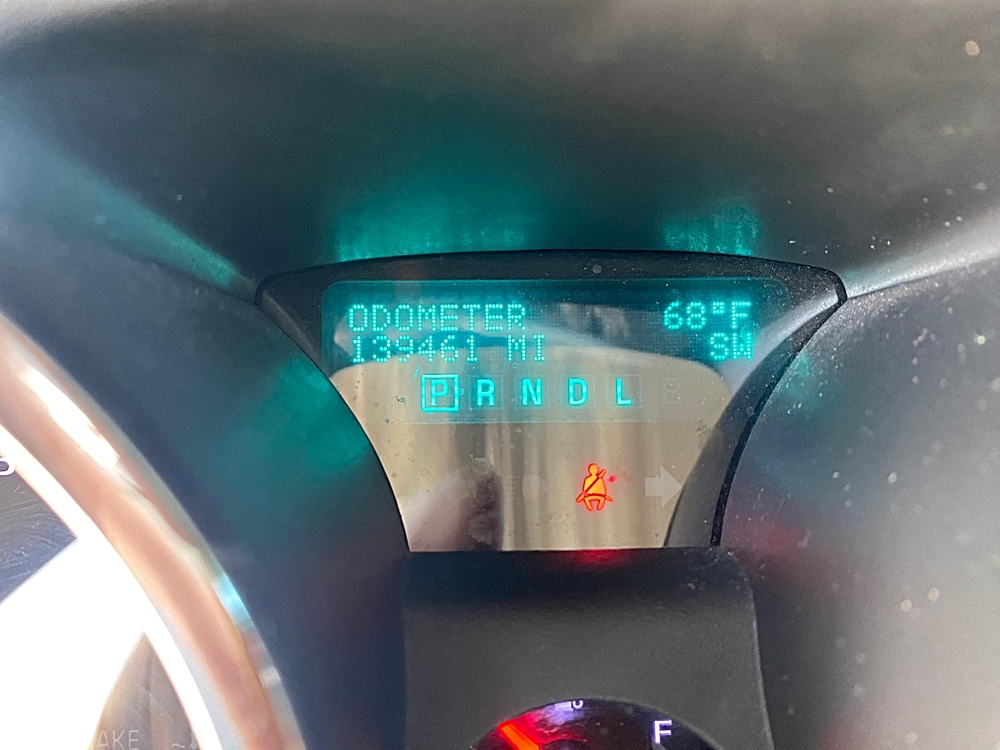 ODOMETER 68°F
139461 MI SW
P R N D L
F